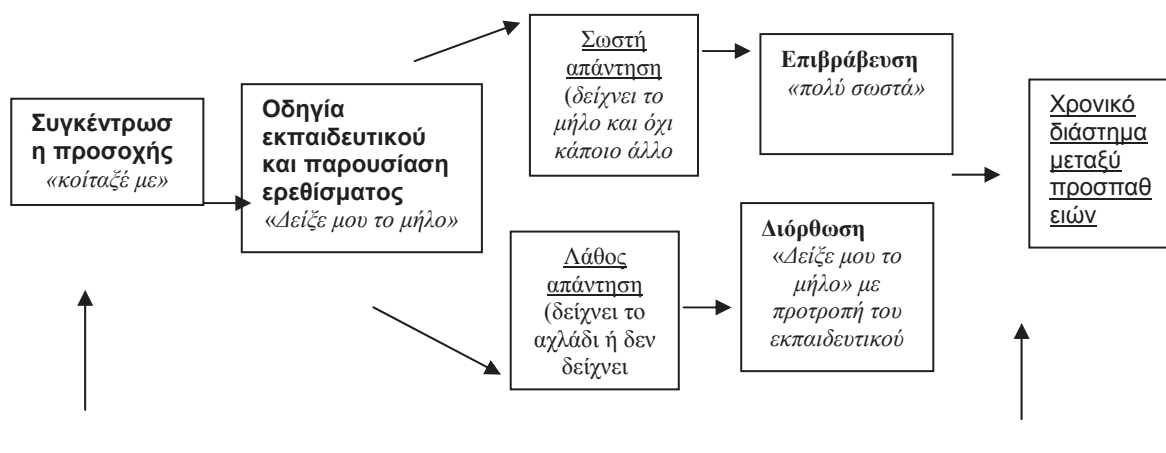 Συγκέντρωσ
η προσοχής
«κοίταξέ με»
Οδηγία
εκπαιδευτικού
και παρουσίαση
ερεθίσματος
«Δείξε μου το μήλο»
Σωστή
απάντηση
(δείχνει το
μήλο και όχι
κάποιο άλλο
Επιβράβευση
«πολύ σωστά»
Λάθος
απάντηση
(δείχνει το
αχλάδι ή δεν
δείχνει
Διόρθωση
«Δείξε μου το
μήλο» με
προτροπή του
εκπαιδευτικού
Χρονικό
διάστημα
μεταξύ
προσπαθ
ειών